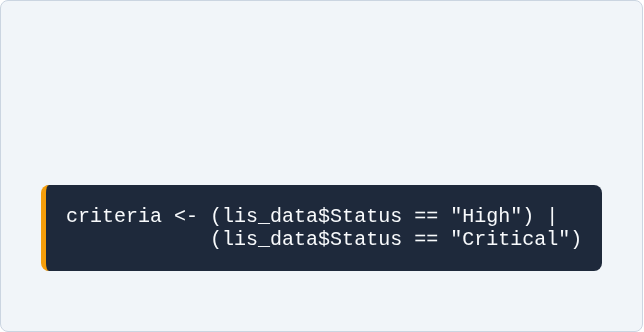 criteria <- (lis_data$Status == "High") |
            (lis_data$Status == "Critical")